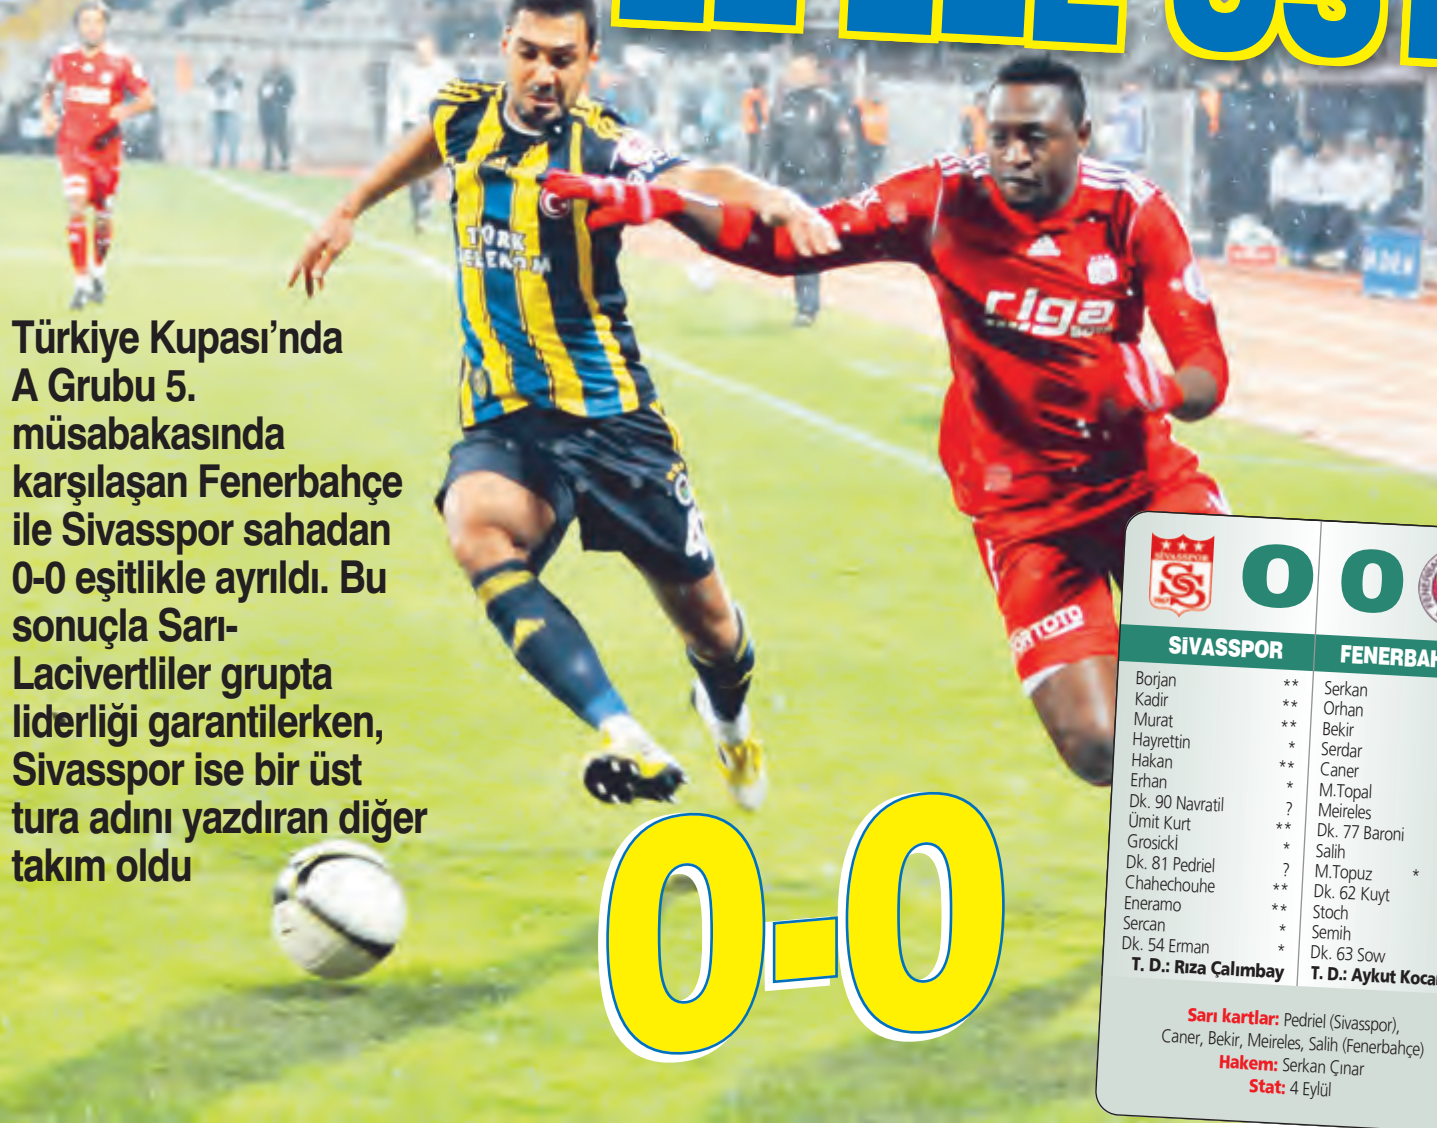 Türkiye Kupası’nda
A Grubu 5.
müsabakasında
karşılaşan Fenerbahçe
ile Sivasspor sahadan
0-0 eşitlikle ayrıldı. Bu
sonuçla Sarı-
Lacivertliler grupta
liderliği garantilerken,
Sivasspor ise bir üst
tura adını yazdıran diğer
takım oldu
TÜRK
TELEKOM
riga
0-0
SİVASSPOR
0 0
SİVASSPOR
Borjan **
Kadir **
Murat **
Hayrettin *
Hakan **
Erhan *
Dk. 90 Navratil ?
Ümit Kurt **
Grosickİ *
Dk. 81 Pedriel ?
Chahechouhe **
Eneramo **
Sercan *
Dk. 54 Erman *
T. D.: Rıza Çalımbay
FENERBAH
Serkan
Orhan
Bekir
Serdar
Caner
M.Topal
Meireles
Dk. 77 Baroni
Salih
M.Topuz *
Dk. 62 Kuyt
Stoch
Semih
Dk. 63 Sow
T. D.: Aykut Koca
Sarı kartlar: Pedriel (Sivasspor),
Caner, Bekir, Meireles, Salih (Fenerbahçe)
Hakem: Serkan Çınar
Stat: 4 Eylül